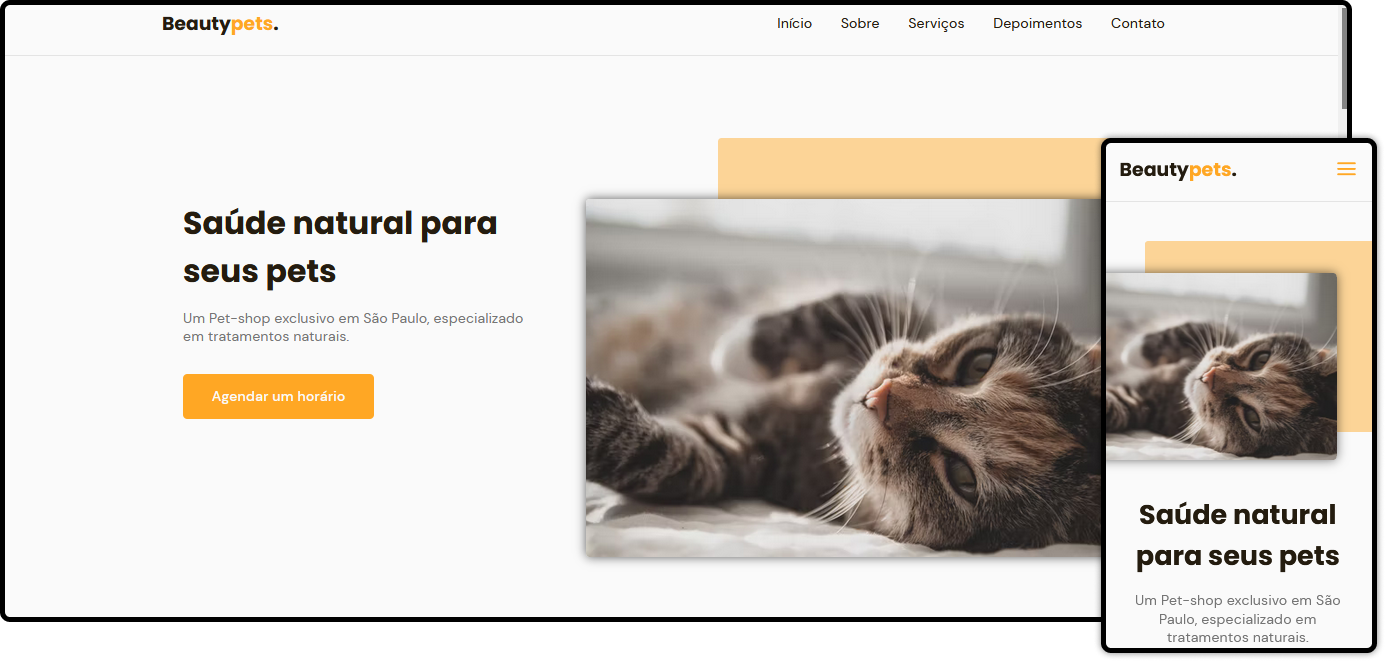 Beautypets.
Início Sobre Serviços Depoimentos Contato
Saúde natural para
seus pets
Um Pet-shop exclusivo em São Paulo, especializado
em tratamentos naturais.
Agendar um horário
Beautypets.
Saúde natural
para seus pets
Um Pet-shop exclusivo em São
Paulo, especializado em
tratamentos naturais.